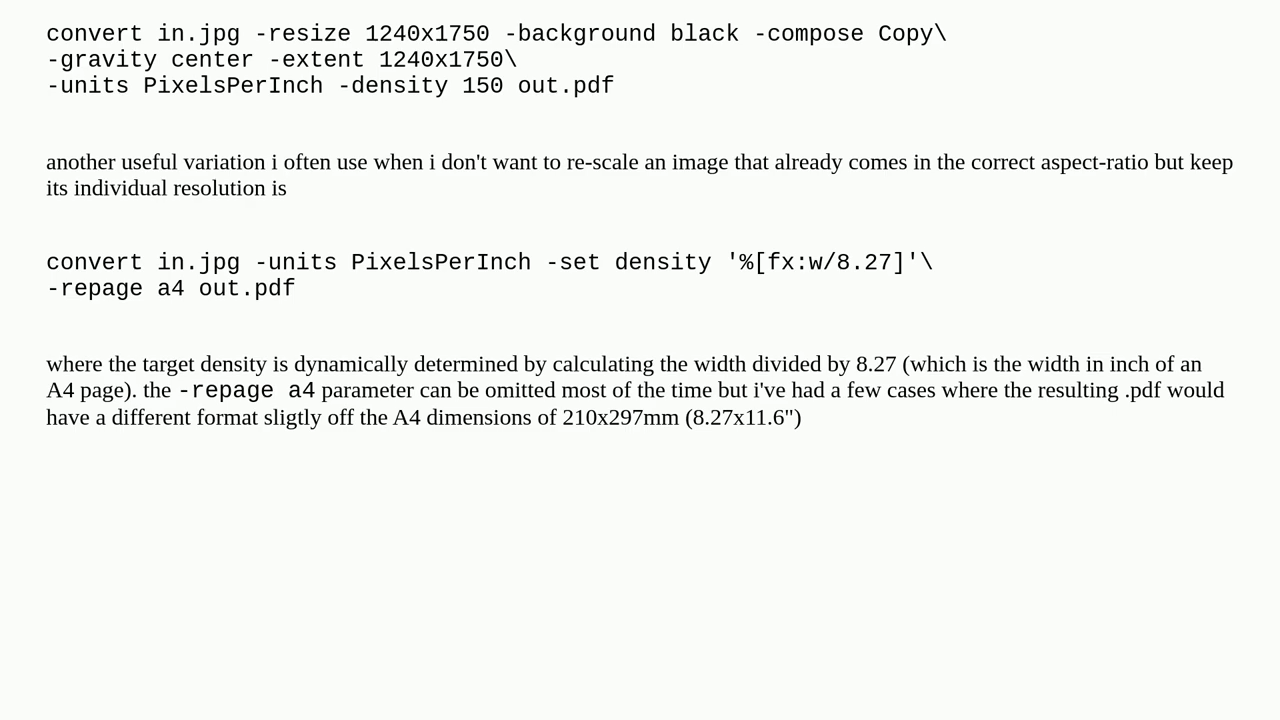 convert in.jpg -resize 1240x1750 -background black -compose Copy\
-gravity center -extent 1240x1750\
-units PixelsPerInch -density 150 out.pdf
another useful variation i often use when i don't want to re-scale an image that already comes in the correct aspect-ratio but keep
its individual resolution is
convert in.jpg -units PixelsPerInch -set density '%[fx:w/8.27]'\
-repage a4 out.pdf
where the target density is dynamically determined by calculating the width divided by 8.27 (which is the width in inch of an
A4 page). the -repage a4 parameter can be omitted most of the time but i've had a few cases where the resulting .pdf would
have a different format sligtly off the A4 dimensions of 210x297mm (8.27x11.6")